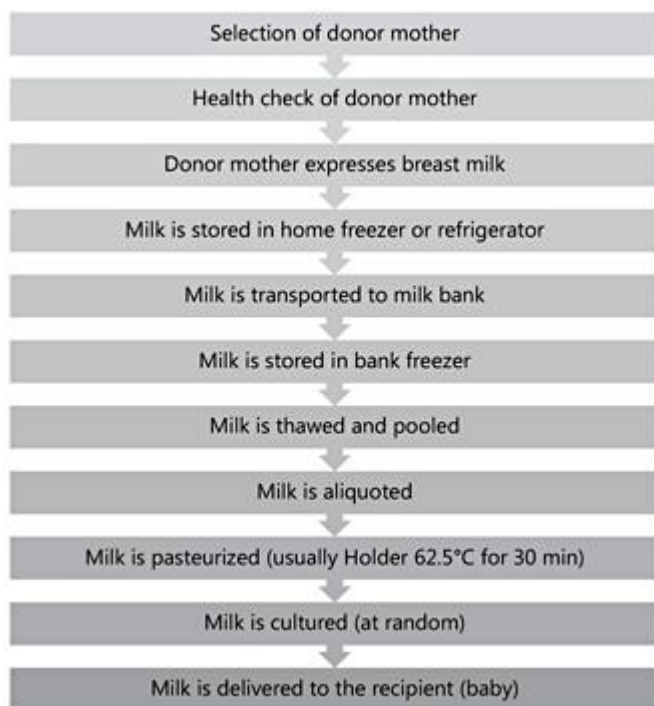 Selection of donor mother
Health check of donor mother
Donor mother expresses breast milk
Milk is stored in home freezer or refrigerator
Milk is transported to milk bank
Milk is stored in bank freezer
Milk is thawed and pooled
Milk is aliquoted
Milk is pasteurized (usually Holder 62.5°C for 30 min)
Milk is cultured (at random)
Milk is delivered to the recipient (baby)